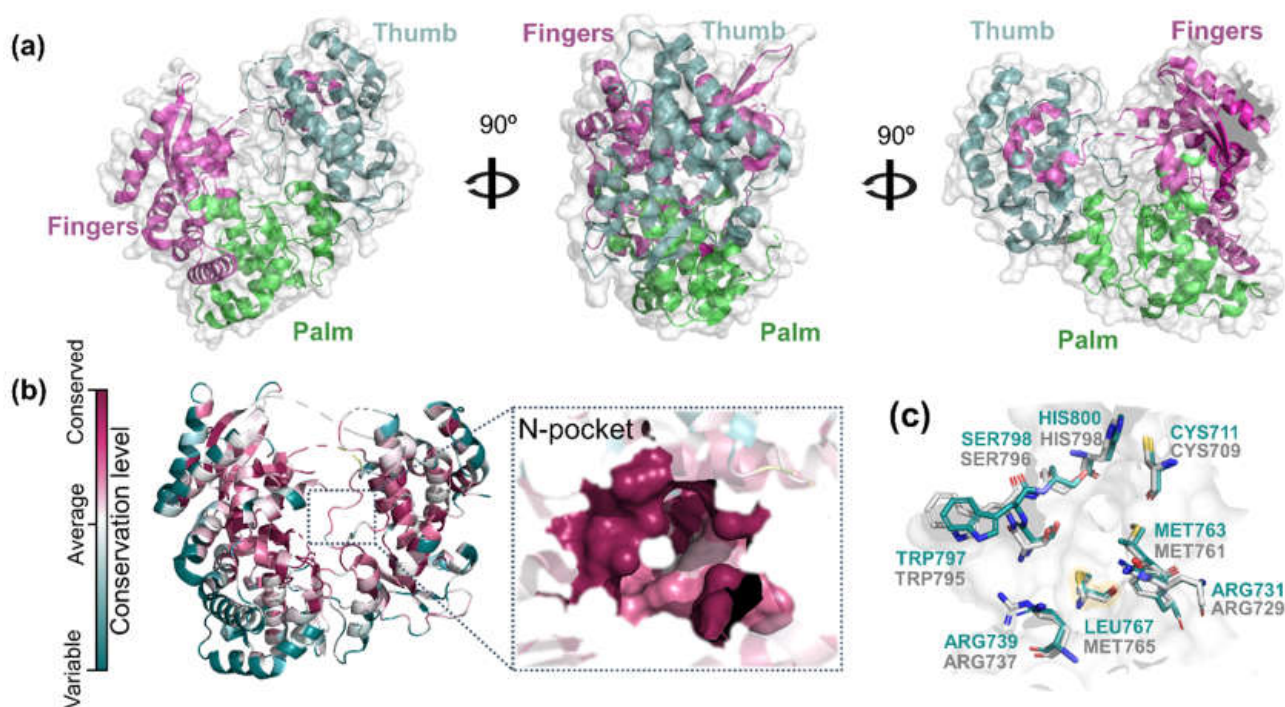 (a)
Thumb
Fingers
Palm
90º
Fingers
Thumb
Palm
90º
Thumb
Fingers
Palm
(b)
Conserved
Average
Variable
Conservation level
N-pocket
(c)
HIS800
HIS798
SER798
SER796
CYS711
CYS709
TRP797
TRP795
MET763
MET761
ARG731
ARG729
ARG739
ARG737
LEU767
MET765